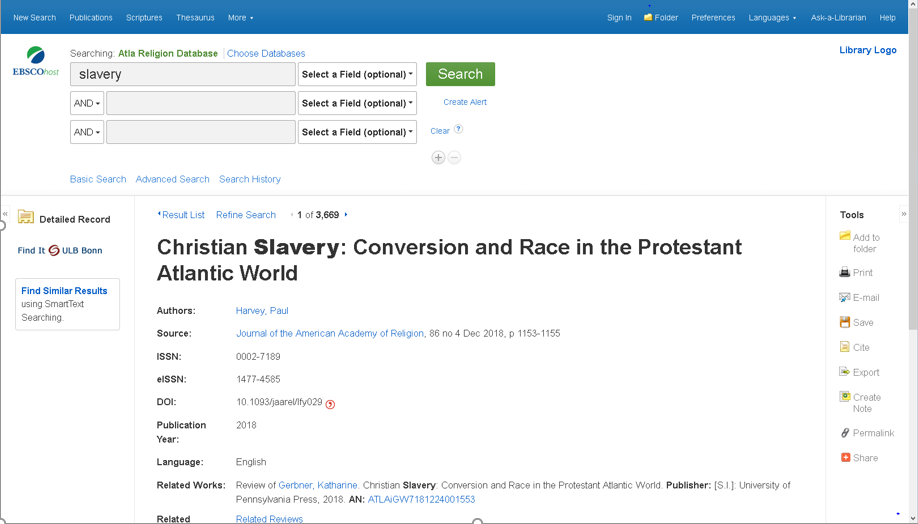 New Search Publications Scriptures Thesaurus More
Sign In Folder Preferences Languages Ask-a-Librarian Help
EBSCOhost
Searching: Atla Religion Database Choose Databases
Library Logo
slavery Select a Field (optional) Search
AND Select a Field (optional) Create Alert
AND Select a Field (optional) Clear ?
Basic Search Advanced Search Search History
«
»
Detailed Record
Find It ULB Bonn
Find Similar Results
using SmartText
Searching.
Result List Refine Search 1 of 3,669
Christian Slavery: Conversion and Race in the Protestant
Atlantic World
Authors: Harvey, Paul
Source: Journal of the American Academy of Religion, 86 no 4 Dec 2018, p 1153-1155
ISSN: 0002-7189
eISSN: 1477-4585
DOI: 10.1093/jaarel/lfy029
Publication 2018
Year:
Language: English
Related Works: Review of Gerbner, Katharine. Christian Slavery: Conversion and Race in the Protestant Atlantic World. Publisher: [S.I.]: University of
Pennsylvania Press, 2018. AN: ATLAiGW7181224001553
Related Related Reviews
Tools
Add to
folder
Print
E-mail
Save
Cite
Export
Create
Note
Permalink
Share